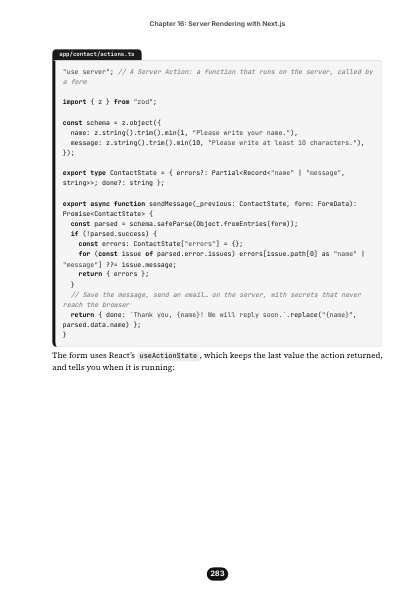 Chapter 16: Server Rendering with Next.js
app/contact/actions.ts
"use server"; // A Server Action: a function that runs on the server, called by
a form
import { z } from "zod";
const schema = z.object({
  name: z.string().trim().min(1, "Please write your name."),
  message: z.string().trim().min(10, "Please write at least 10 characters."),
});
export type ContactState = { errors?: Partial<Record<"name" | "message",
string>>; done?: string };
export async function sendMessage(_previous: ContactState, form: FormData):
Promise<ContactState> {
  const parsed = schema.safeParse(Object.fromEntries(form));
  if (!parsed.success) {
    const errors: ContactState["errors"] = {};
    for (const issue of parsed.error.issues) errors[issue.path[0] as "name" |
"message"] ??= issue.message;
    return { errors };
  }
  // Save the message, send an email… on the server, with secrets that never
reach the browser
  return { done: `Thank you, {name}! We will reply soon.`.replace("{name}",
parsed.data.name) };
}
The form uses React's useActionState, which keeps the last value the action returned,
and tells you when it is running:
283